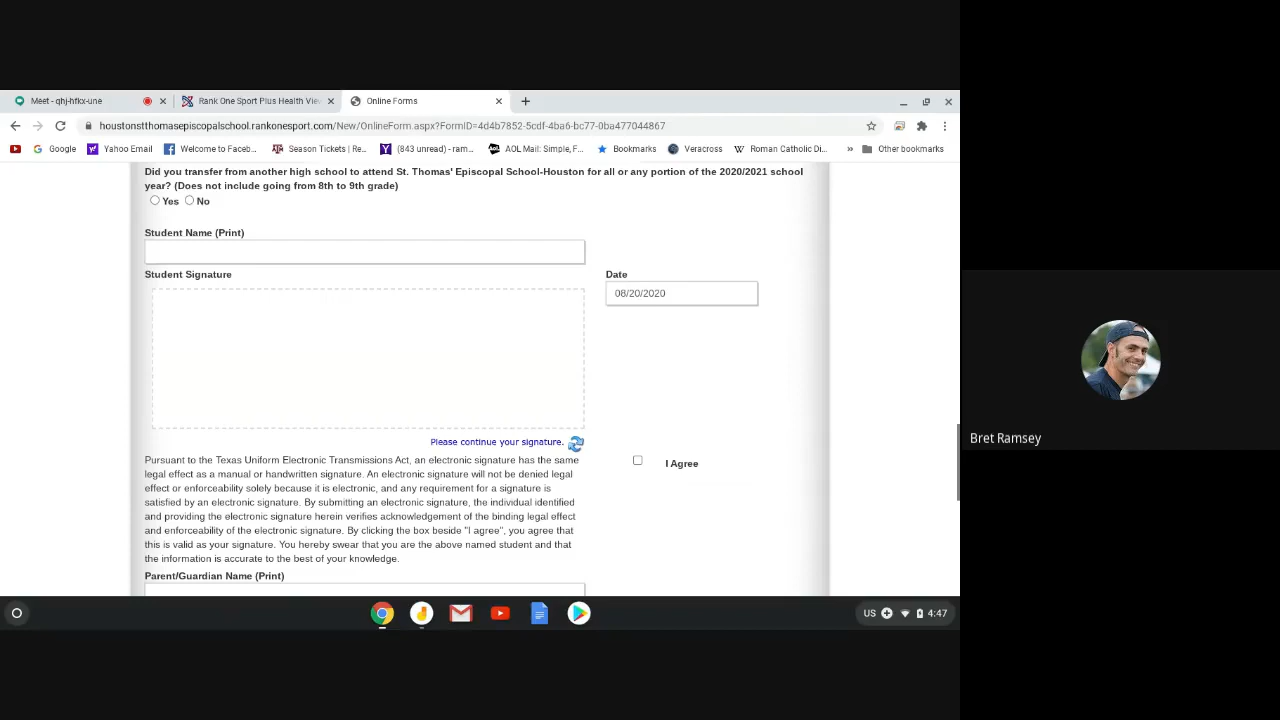 Meet - qhj-hfkx-une
Rank One Sport Plus Health Viev
Online Forms
houstonstthomasepiscopalschool.rankonesport.com/New/OnlineForm.aspx?FormID=4d4b7852-5cdf-4ba6-bc77-0ba477044867
Google Yahoo Email Welcome to Faceb... Season Tickets | Re... (843 unread) - ram... AOL Mail: Simple, F... Bookmarks Veracross Roman Catholic Di... » Other bookmarks
Did you transfer from another high school to attend St. Thomas' Episcopal School-Houston for all or any portion of the 2020/2021 school
year? (Does not include going from 8th to 9th grade)
Yes No
Student Name (Print)
Student Signature Date
08/20/2020
Please continue your signature.
Pursuant to the Texas Uniform Electronic Transmissions Act, an electronic signature has the same
legal effect as a manual or handwritten signature. An electronic signature will not be denied legal
effect or enforceability solely because it is electronic, and any requirement for a signature is
satisfied by an electronic signature. By submitting an electronic signature, the individual identified
and providing the electronic signature herein verifies acknowledgement of the binding legal effect
and enforceability of the electronic signature. By clicking the box beside "I agree", you agree that
this is valid as your signature. You hereby swear that you are the above named student and that
the information is accurate to the best of your knowledge.
I Agree
Parent/Guardian Name (Print)
US 4:47
Bret Ramsey